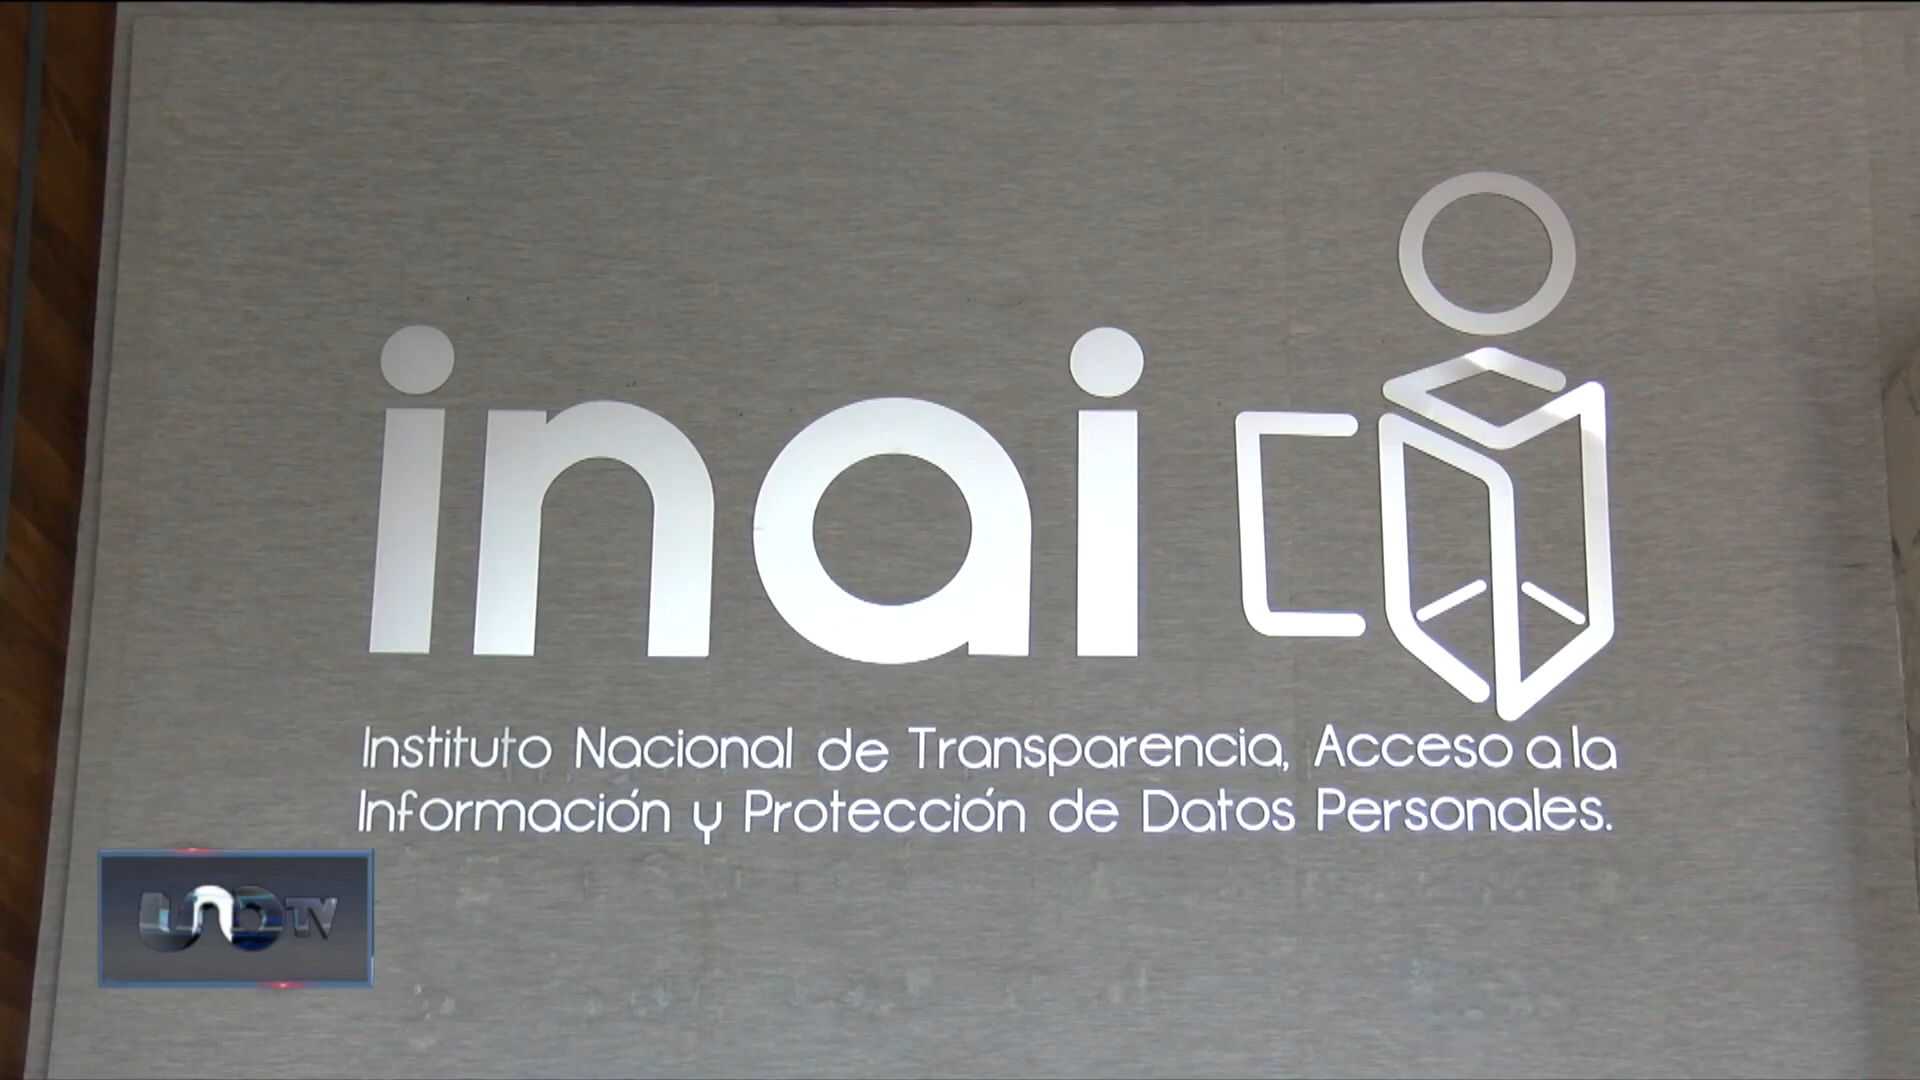 inai
Instituto Nacional de Transparencia, Acceso a la
Información y Protección de Datos Personales.
UNOTV